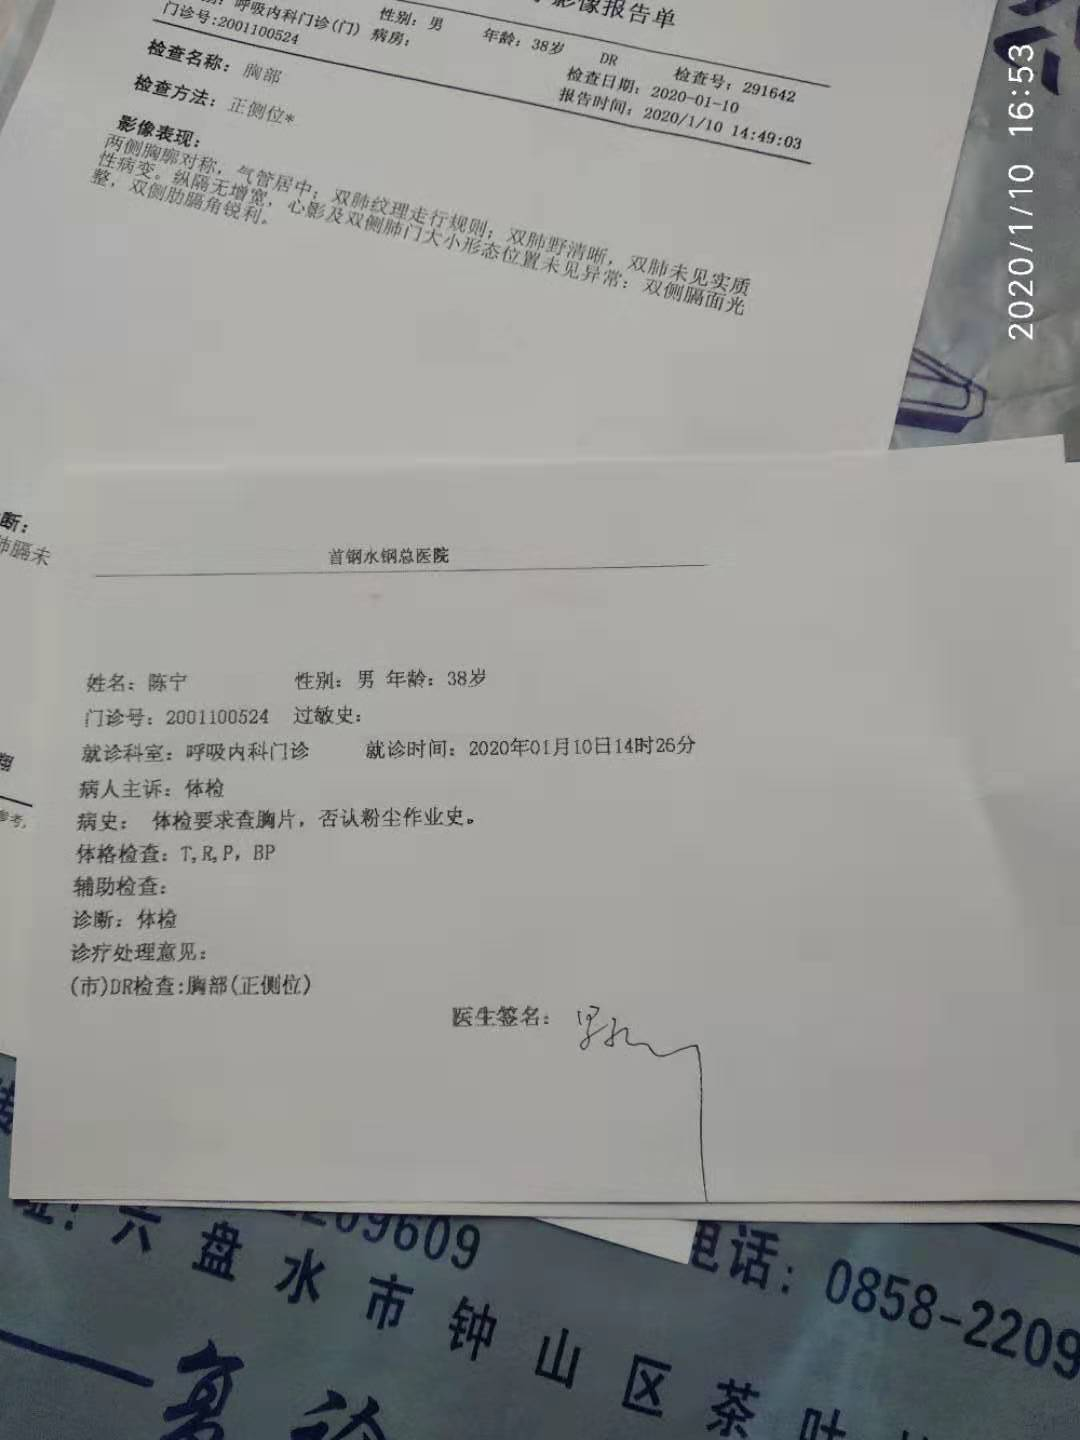 影像报告单
呼吸内科门诊(门) 性别: 男 年龄: 38岁 DR 检查号: 291642
门诊号:2001100524 病房: 检查日期: 2020-01-10
报告时间: 2020/1/10 14:49:03
检查名称: 胸部
检查方法: 正侧位*
影像表现:
两侧胸廓对称, 气管居中; 双肺纹理走行规则; 双肺野清晰, 双肺未见实质
性病变。纵隔无增宽, 心影及双侧肺门大小形态位置未见异常; 双侧膈面光
整, 双侧肋膈角锐利。
2020/1/10 16:53
断:
肺膈未
参考,
首钢水钢总医院
姓名: 陈宁 性别: 男 年龄: 38岁
门诊号: 2001100524 过敏史:
就诊科室: 呼吸内科门诊 就诊时间: 2020年01月10日14时26分
病人主诉: 体检
病史: 体检要求查胸片, 否认粉尘作业史。
体格检查: T,R,P, BP
辅助检查:
诊断: 体检
诊疗处理意见:
(市)DR检查:胸部(正侧位)
医生签名:
2209609
电话: 0858-2209
址: 六盘水市钟山区茶叶